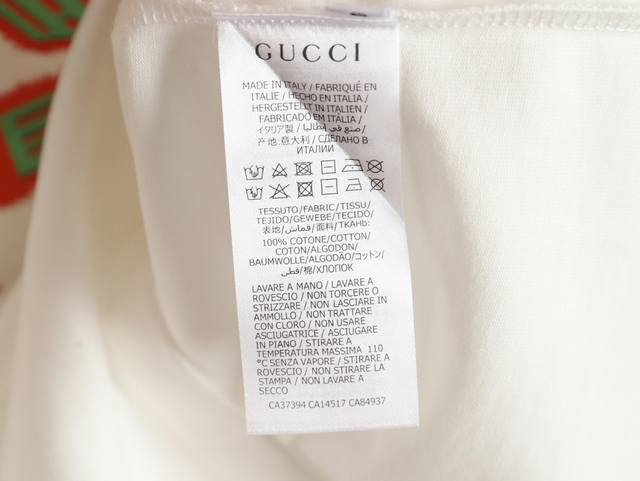 GUCCI
MADE IN ITALY / FABRIQUÉ EN
ITALIE / HECHO EN ITALIA /
HERGESTELLT IN ITALIEN /
FABRICADO EM ITÁLIA /
イタリア製 / صنع في إيطاليا /
产地:意大利 / СДЕЛАНО В
ИТАЛИИ
TESSUTO/FABRIC/TISSU/
TEJIDO/GEWEBE/TECIDO/
表地/قماش/面料/ТКАНЬ:
100% COTONE/COTTON/
COTON/ALGODON/
BAUMWOLLE/ALGODÃO/コットン/
قطن/棉/ХЛОПОК
LAVARE A MANO / LAVARE A
ROVESCIO / NON TORCERE O
STRIZZARE / NON LASCIARE IN
AMMOLLO / NON TRATTARE
CON CLORO / NON USARE
ASCIUGATRICE / ASCIUGARE
IN PIANO / STIRARE A
TEMPERATURA MASSIMA 110
°C SENZA VAPORE / STIRARE A
ROVESCIO / NON STIRARE LA
STAMPA / NON LAVARE A
SECCO
CA37394 CA14517 CA84937